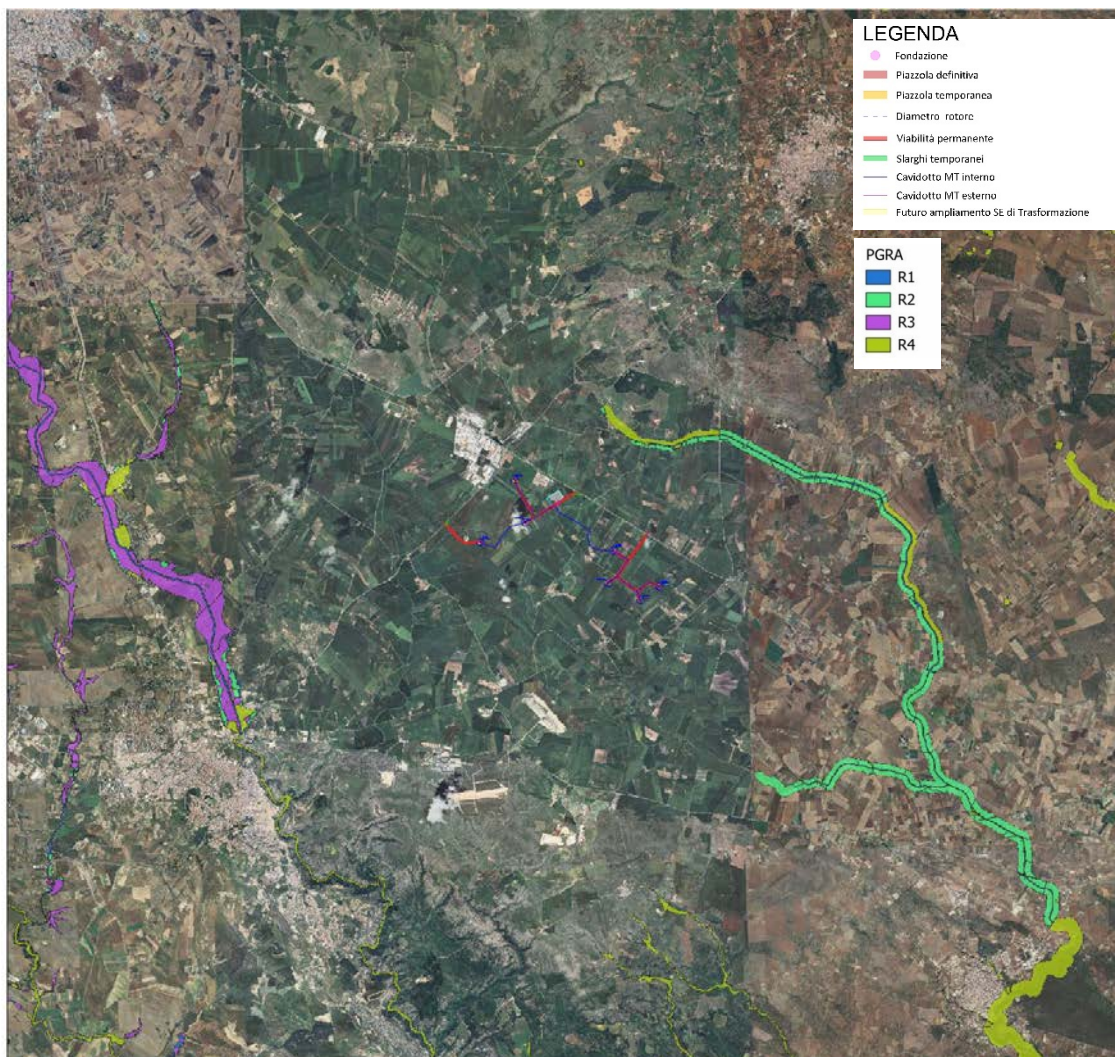 LEGENDA
Fondazione
Piazzola definitiva
Piazzola temporanea
Diametro rotore
Viabilità permanente
Slarghi temporanei
Cavidotto MT interno
Cavidotto MT esterno
Futuro ampliamento SE di Trasformazione
PGRA
R1
R2
R3
R4